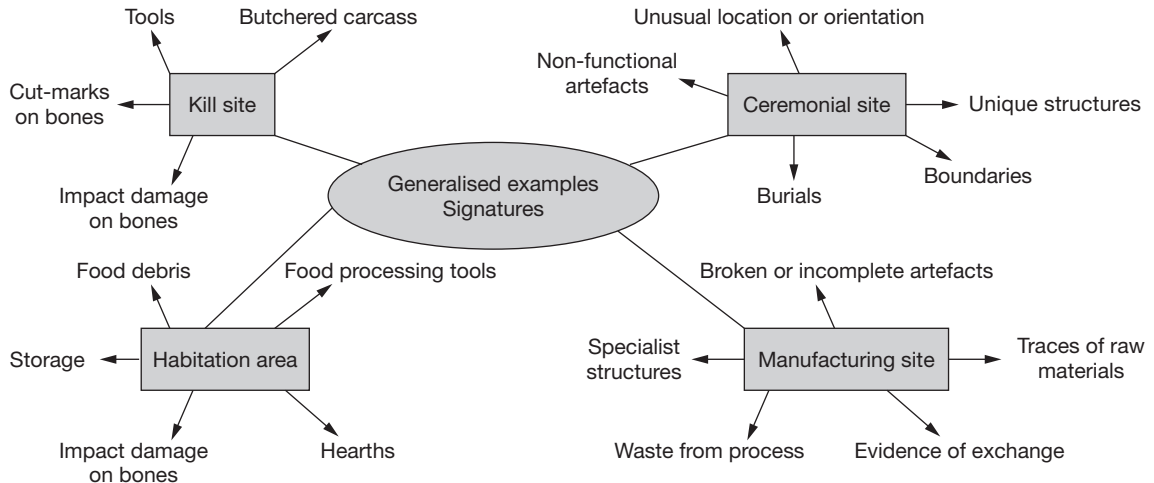 Tools
Butchered carcass
Cut-marks
on bones
Kill site
Impact damage
on bones
Unusual location or orientation
Non-functional
artefacts
Ceremonial site
Unique structures
Boundaries
Burials
Generalised examples
Signatures
Food debris
Food processing tools
Storage
Habitation area
Impact damage
on bones
Hearths
Broken or incomplete artefacts
Specialist
structures
Manufacturing site
Traces of raw
materials
Waste from process
Evidence of exchange